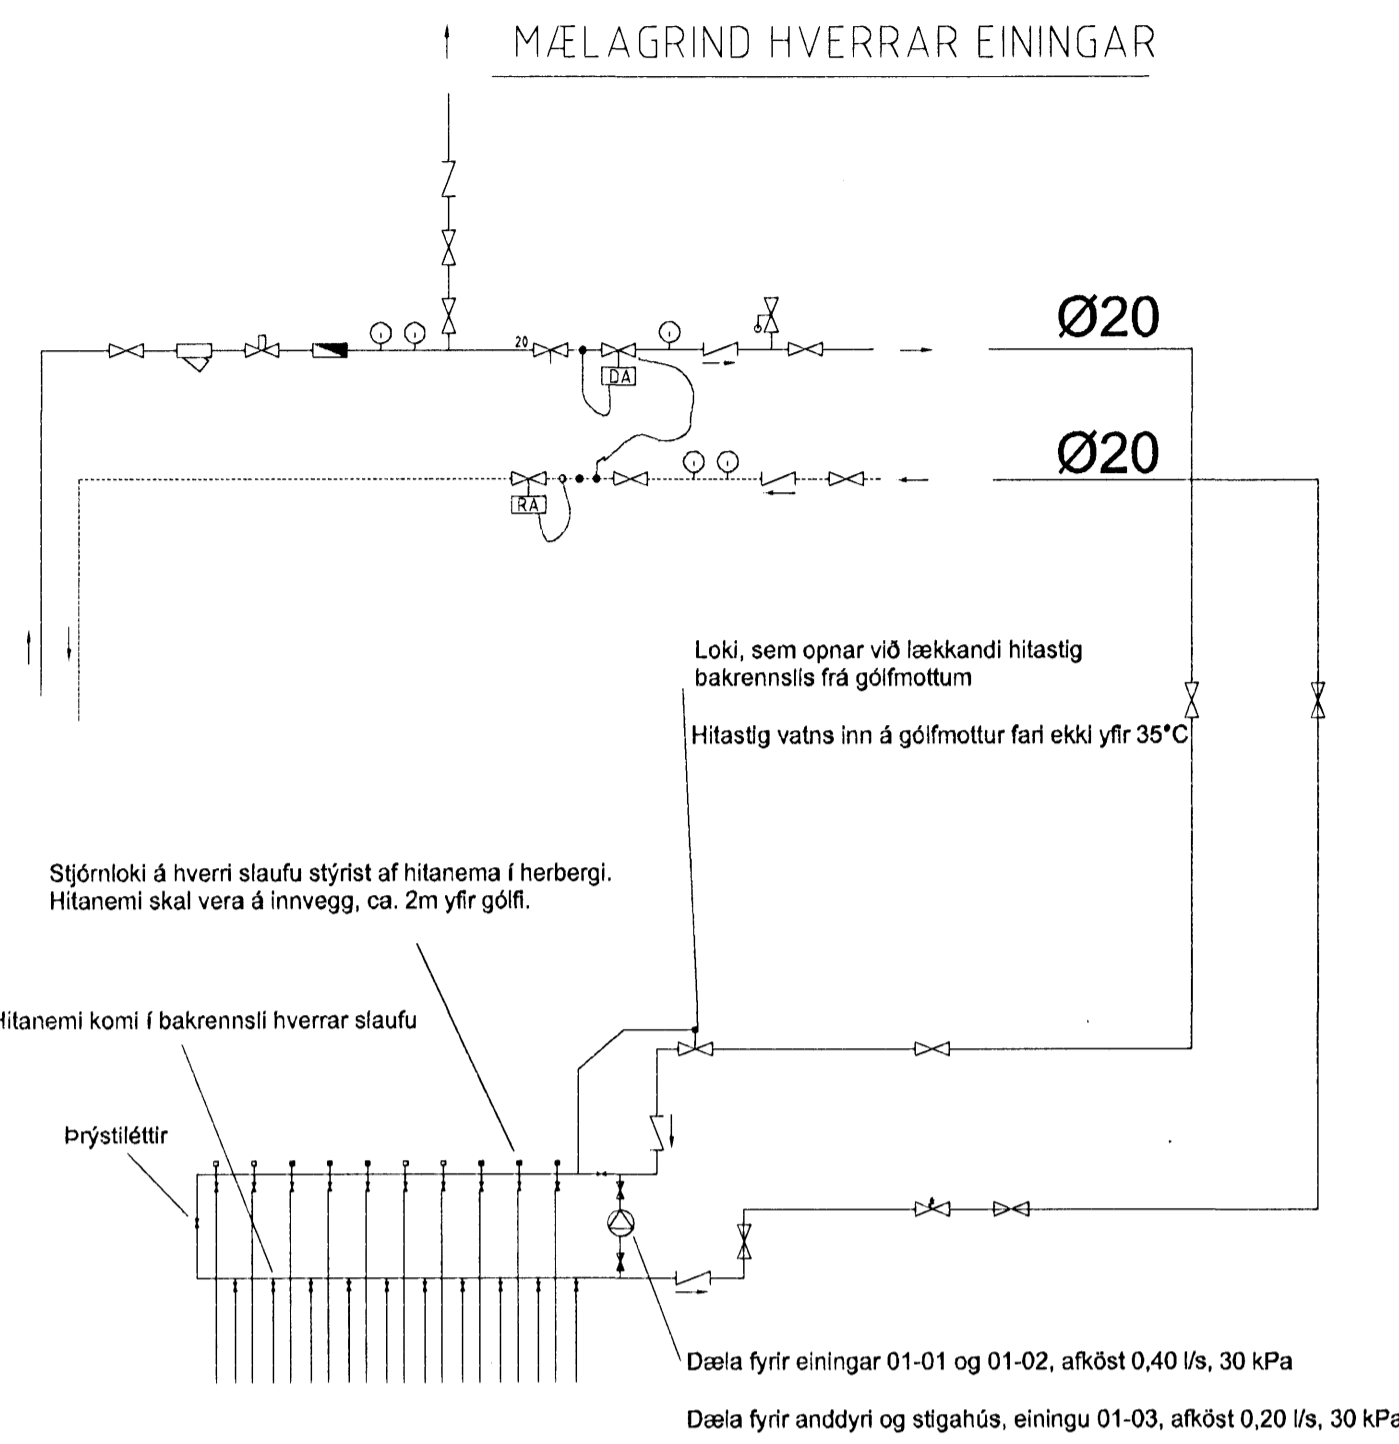 MÆLAGRIND HVERRAR EININGAR
Ø20
20
DA
Ø20
RA
Loki, sem opnar við lækkandi hitastig
bakrennslis frá gólfmottum
Hitastig vatns inn á gólfmottur fari ekki yfir 35°C
Stjórnloki á hverri slaufu stýrist af hitanema í herbergi.
Hitanemi skal vera á innvegg, ca. 2m yfir gólfi.
Hitanemi komi í bakrennsli hverrar slaufu
Þrýstiléttir
Dæla fyrir einingar 01-01 og 01-02, afköst 0,40 l/s, 30 kPa
Dæla fyrir anddyri og stigahús, einingu 01-03, afköst 0,20 l/s, 30 kPa